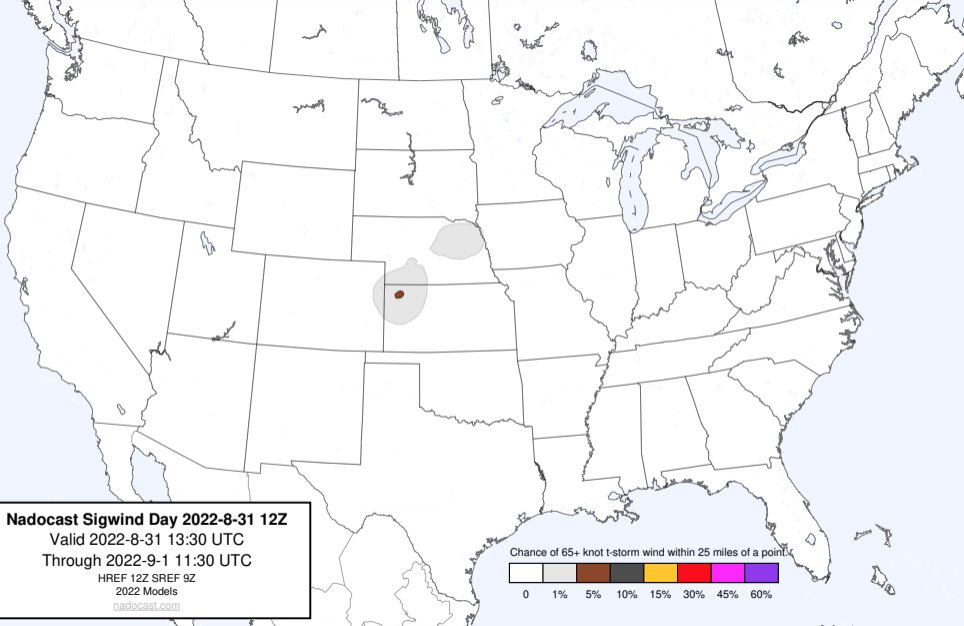 Nadocast Sigwind Day 2022-8-31 12Z
Valid 2022-8-31 13:30 UTC
Through 2022-9-1 11:30 UTC
HREF 12Z SREF 9Z
2022 Models
nadocast.com
Chance of 65+ knot t-storm wind within 25 miles of a point.
0 1% 5% 10% 15% 30% 45% 60%